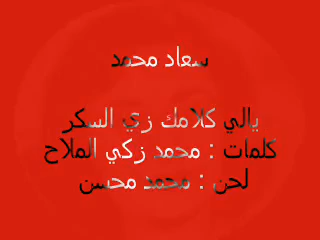 سعاد محمد
يالي كلامك زي السكر
كلمات : محمد زكي الملاح
لحن : محمد محسن